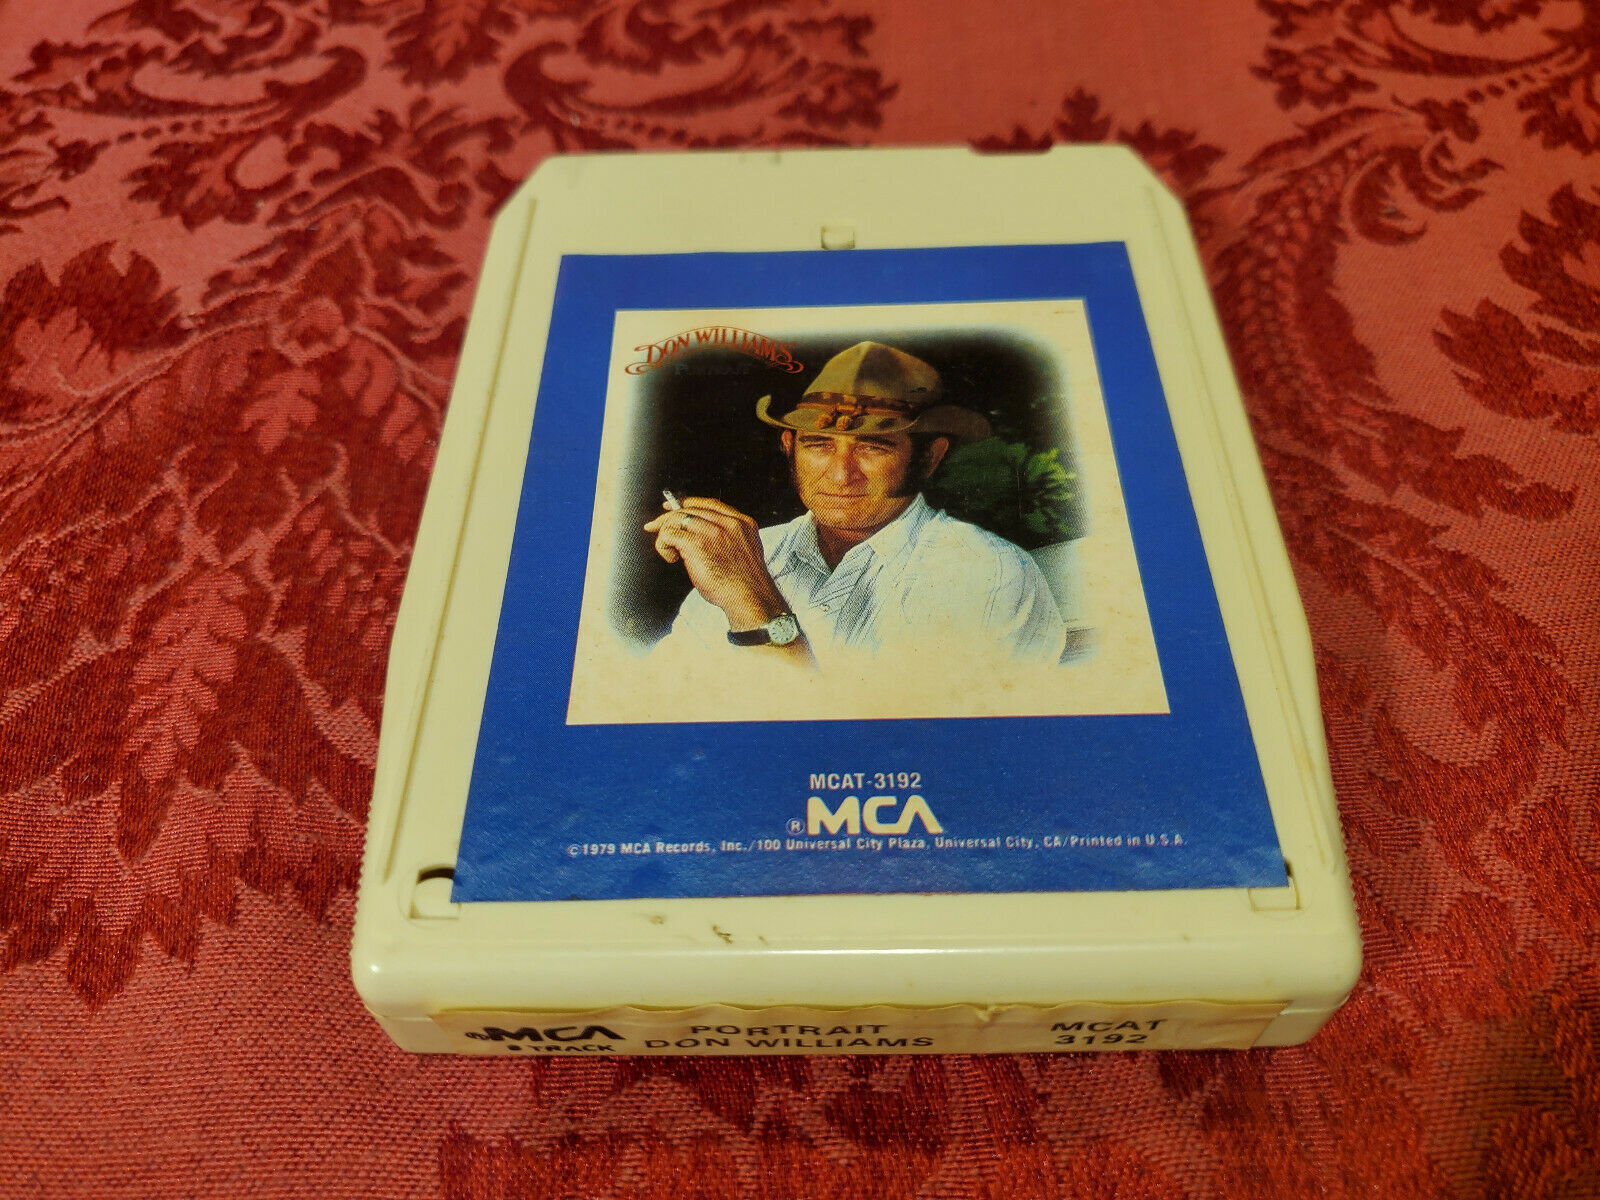 DON WILLIAMS
PORTRAIT
MCAT-3192
® MCA
©1979 MCA Records, Inc./100 Universal City Plaza, Universal City, CA/Printed in U.S.A.
®MCA PORTRAIT MCAT
8 TRACK DON WILLIAMS 3192